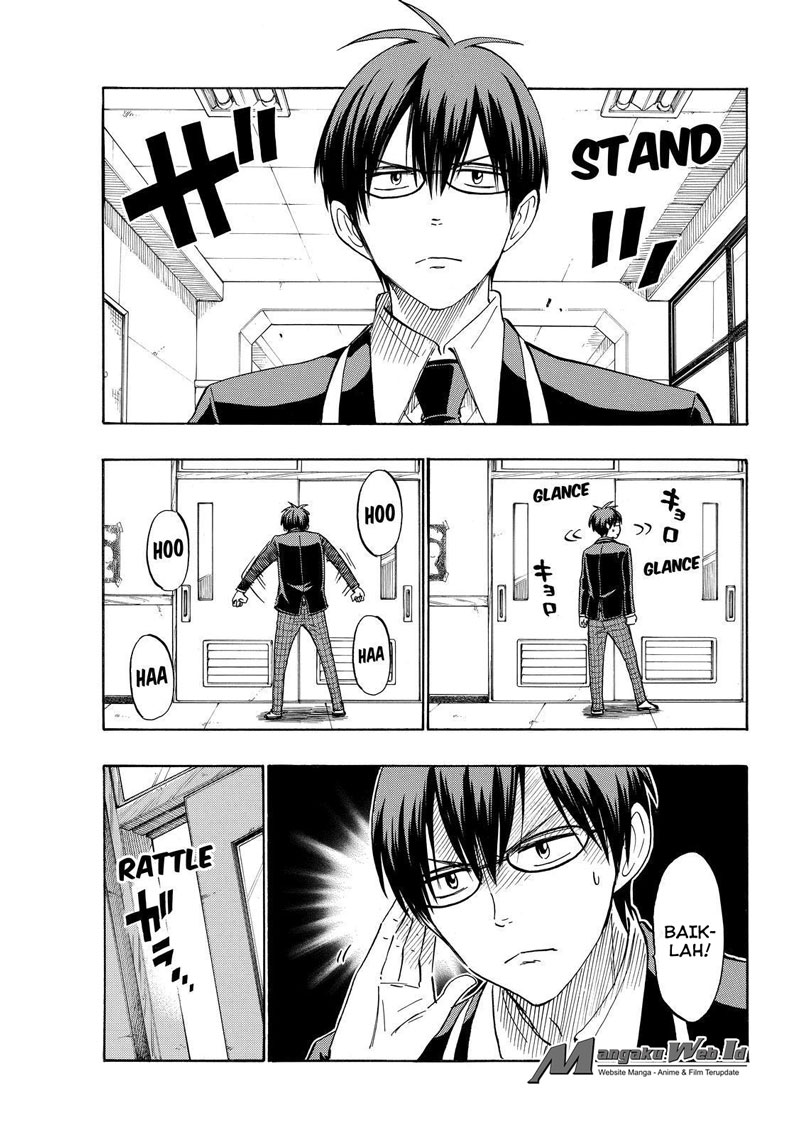 STAND
ザッ
GLANCE
キョロ
GLANCE
キョロ
HOO
HOO
HAA
HAA
BAIK-
LAH!
RATTLE
ガラ...
Mangaku.Web.Id
Website Manga - Anime & Film Terupdate